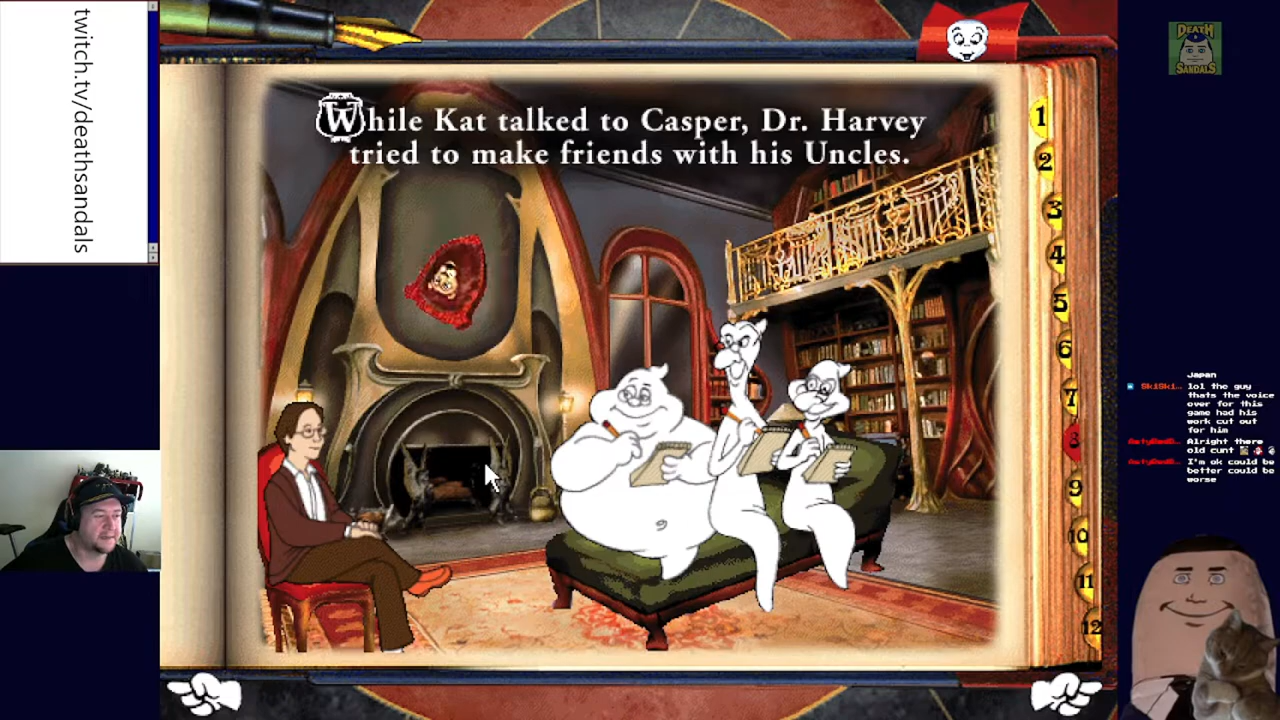 twitch.tv/deathsandals
While Kat talked to Casper, Dr. Harvey
tried to make friends with his Uncles.
1
2
3
4
5
6
7
8
9
10
11
12
DEATH
SANDALS
Japan
SkiSki... lol the guy
thats the voice
over for this
game had his
work cut out
for him
Alright there
old cunt
I'm ok could be
better could be
worse